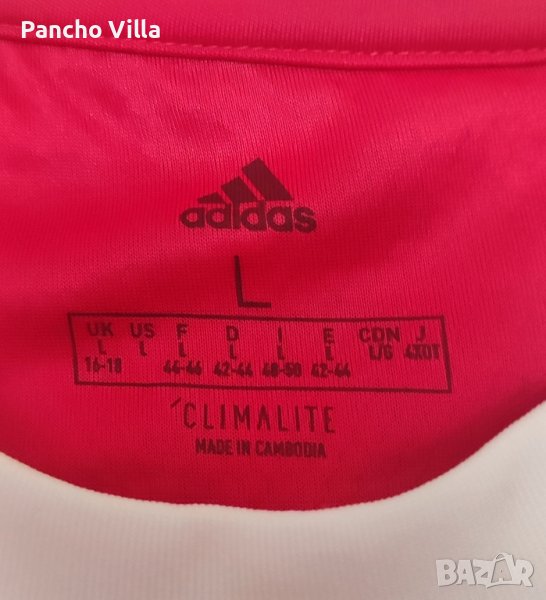 Pancho Villa
adidas
L
UK US F D I E CDN J
L L L L L L L/G 4XOT
16-18 44-46 42-44 48-50 42-44
CLIMALITE
MADE IN CAMBODIA
BAZAR